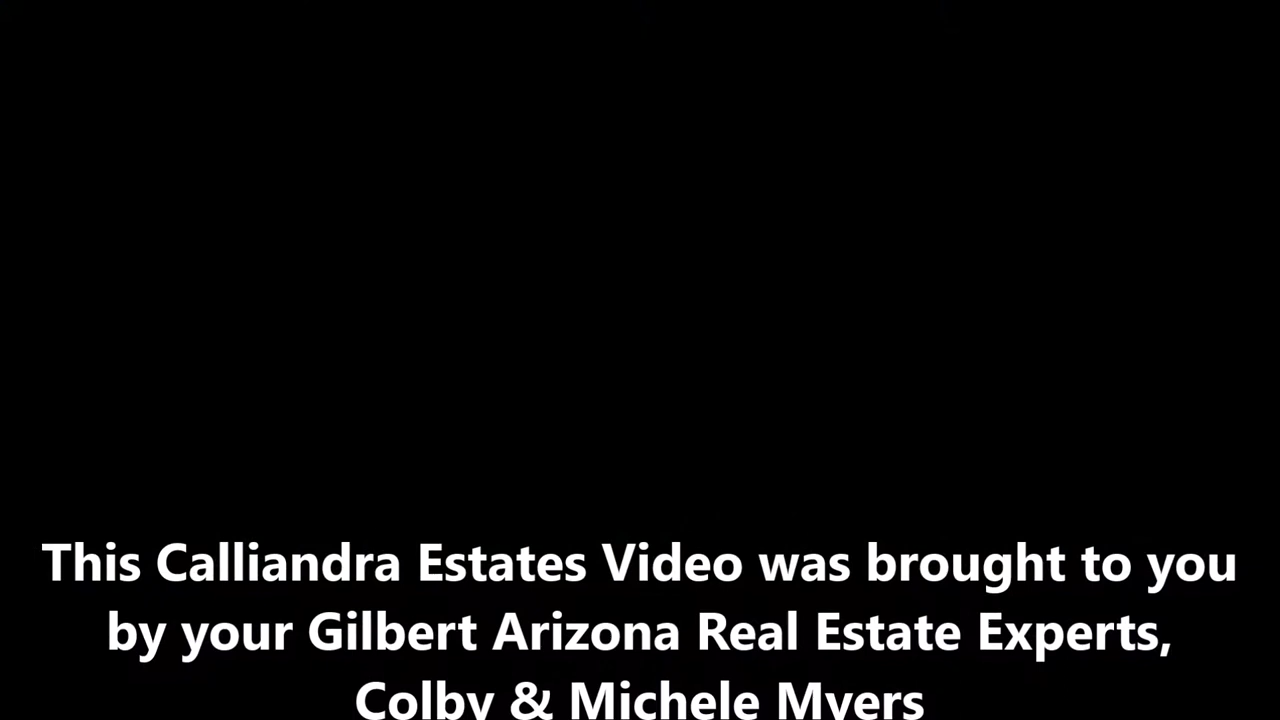 This Calliandra Estates Video was brought to you
by your Gilbert Arizona Real Estate Experts,
Colby & Michele Myers